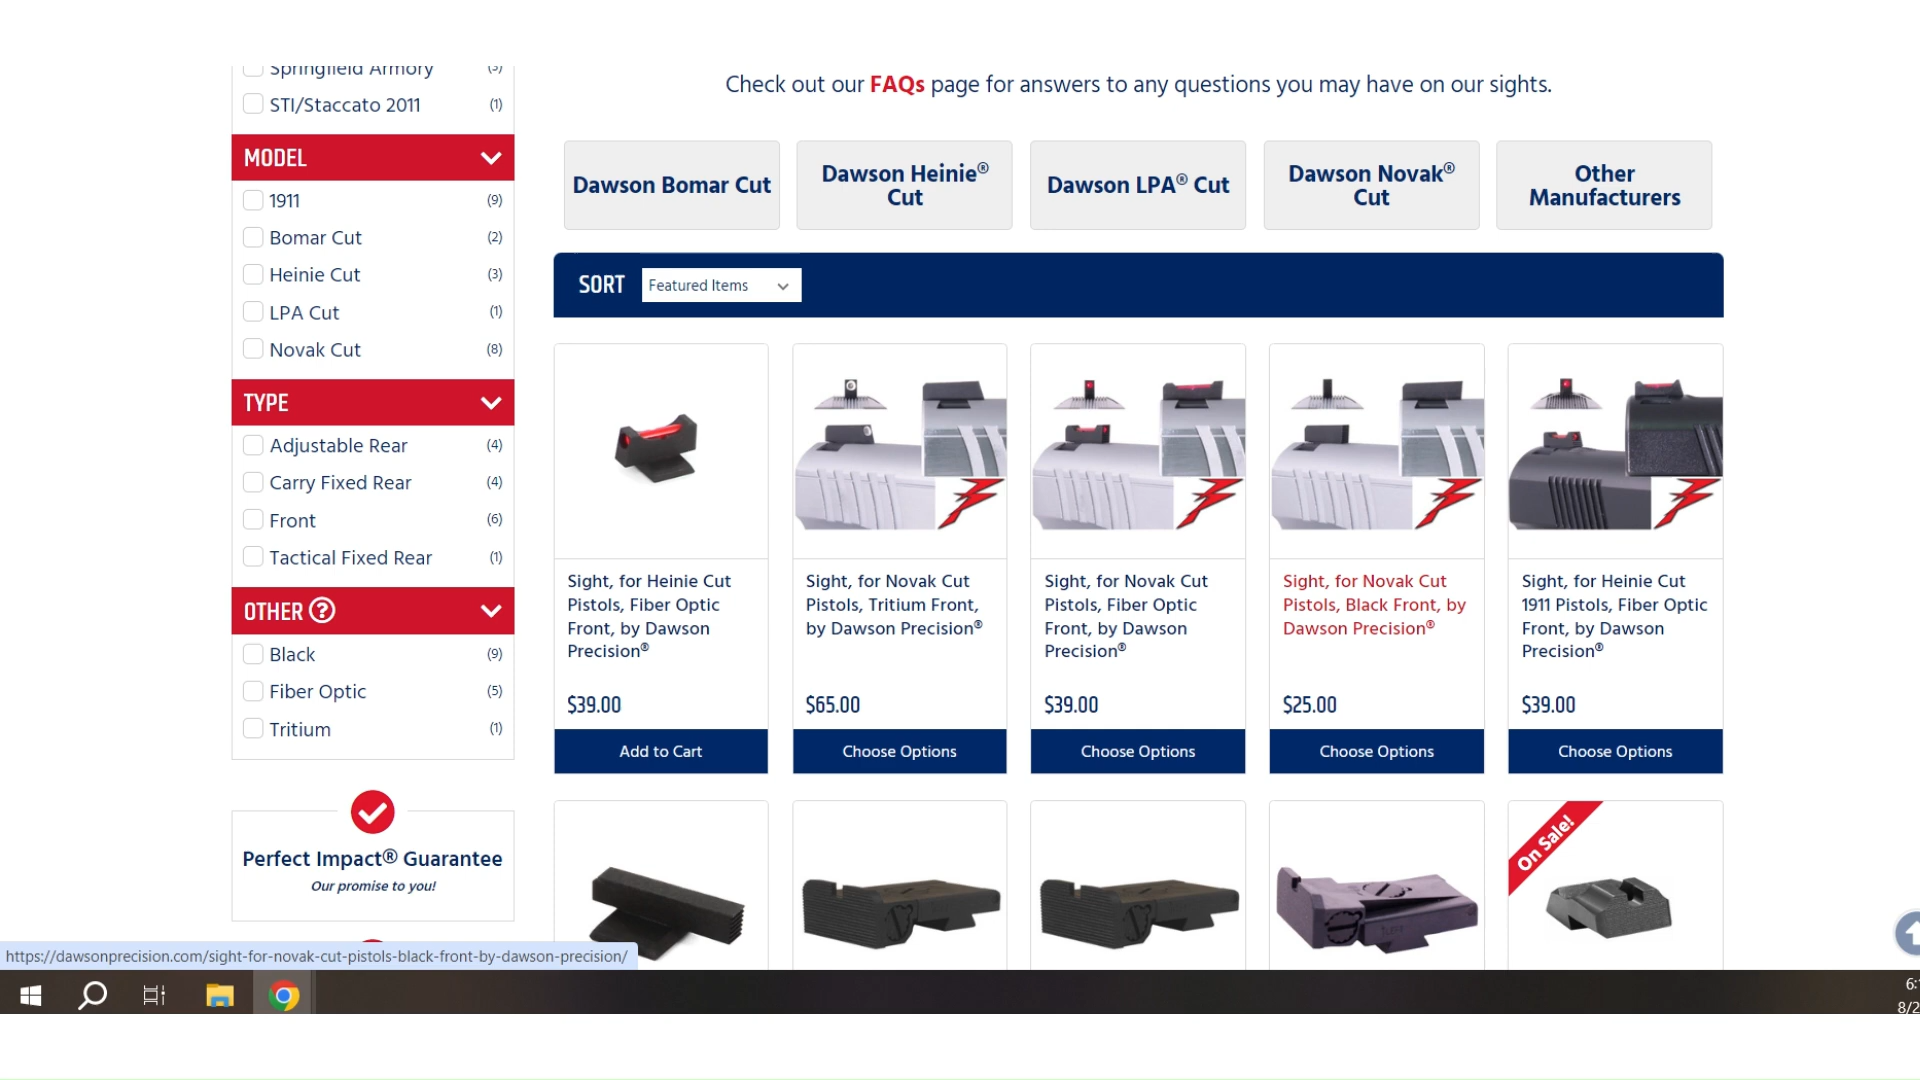 Springfield Armory (3)
STI/Staccato 2011 (1)
MODEL
1911 (9)
Bomar Cut (2)
Heinie Cut (3)
LPA Cut (1)
Novak Cut (8)
TYPE
Adjustable Rear (4)
Carry Fixed Rear (4)
Front (6)
Tactical Fixed Rear (1)
OTHER ?
Black (9)
Fiber Optic (5)
Tritium (1)
Perfect Impact® Guarantee
Our promise to you!
Check out our FAQs page for answers to any questions you may have on our sights.
Dawson Bomar Cut
Dawson Heinie®
Cut
Dawson LPA® Cut
Dawson Novak®
Cut
Other
Manufacturers
SORT Featured Items
Sight, for Heinie Cut
Pistols, Fiber Optic
Front, by Dawson
Precision®
$39.00
Add to Cart
Sight, for Novak Cut
Pistols, Tritium Front,
by Dawson Precision®
$65.00
Choose Options
Sight, for Novak Cut
Pistols, Fiber Optic
Front, by Dawson
Precision®
$39.00
Choose Options
Sight, for Novak Cut
Pistols, Black Front, by
Dawson Precision®
$25.00
Choose Options
Sight, for Heinie Cut
1911 Pistols, Fiber Optic
Front, by Dawson
Precision®
$39.00
Choose Options
On Sale!
https://dawsonprecision.com/sight-for-novak-cut-pistols-black-front-by-dawson-precision/
6:
8/2